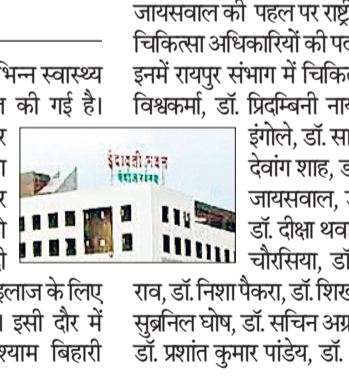 भिन्न स्वास्थ्य
की गई है।
इलाज के लिए
इसी दौर में
श्याम बिहारी
इंद्रावती भवन
जायसवाल की पहल पर राष्ट्री
चिकित्सा अधिकारियों की पद
इनमें रायपुर संभाग में चिकि
विश्वकर्मा, डॉ. प्रिदम्बिनी नाय
इंगोले, डॉ. सा
देवांग शाह, ड
जायसवाल,
डॉ. दीक्षा थवा
चौरसिया, डॉ
राव, डॉ. निशा पैकरा, डॉ. शिख
सुब्रनिल घोष, डॉ. सचिन अग्र
डॉ. प्रशांत कुमार पांडेय, डॉ.